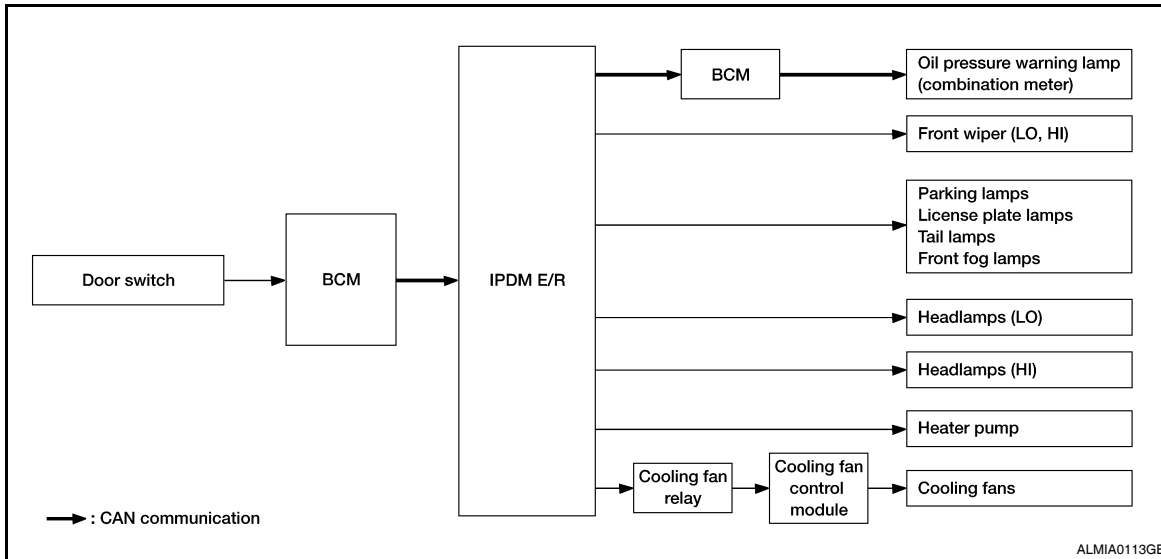 Door switch
BCM
IPDM E/R
BCM
Oil pressure warning lamp
(combination meter)
Front wiper (LO, HI)
Parking lamps
License plate lamps
Tail lamps
Front fog lamps
Headlamps (LO)
Headlamps (HI)
Heater pump
Cooling fan
relay
Cooling fan
control
module
Cooling fans
: CAN communication
ALMIA0113GB